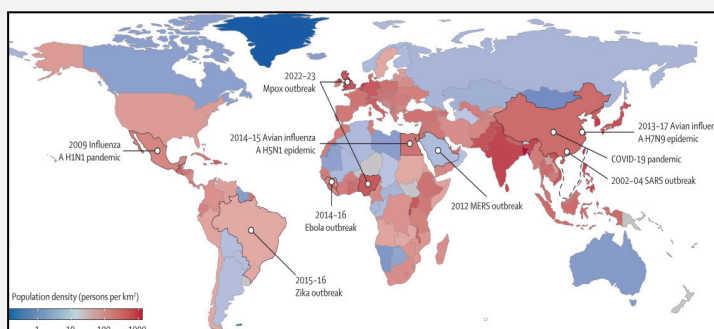 2022–23
Mpox outbreak
2009 Influenza
A H1N1 pandemic
2014–15 Avian influenza
A H5N1 epidemic
2013–17 Avian influen
A H7N9 epidemic
COVID-19 pandemic
2002–04 SARS outbreak
2012 MERS outbreak
2014–16
Ebola outbreak
2015–16
Zika outbreak
Population density (persons per km²)
1 10 100 1000